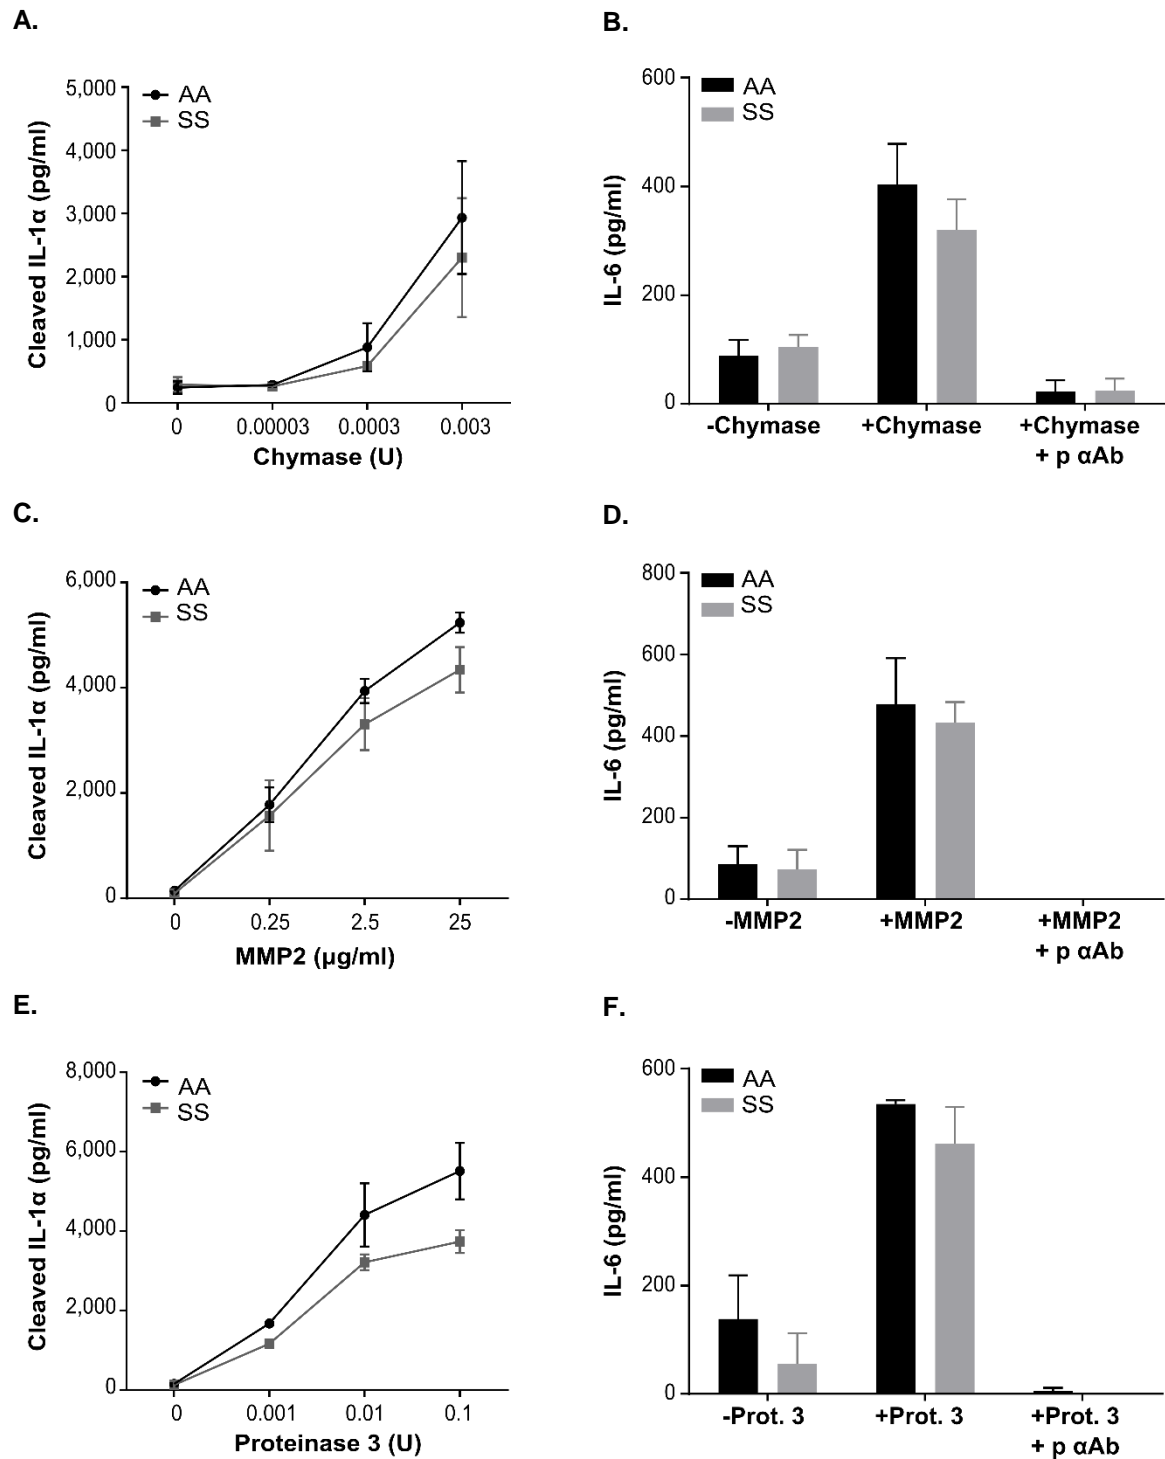 A.
Cleaved IL-1α (pg/ml)
5,000
4,000
3,000
2,000
1,000
0
AA
SS
0 0.00003 0.0003 0.003
Chymase (U)
B.
IL-6 (pg/ml)
600
400
200
0
AA
SS
-Chymase +Chymase +Chymase
+ p αAb
C.
Cleaved IL-1α (pg/ml)
6,000
4,000
2,000
0
AA
SS
0 0.25 2.5 25
MMP2 (µg/ml)
D.
IL-6 (pg/ml)
800
600
400
200
0
AA
SS
-MMP2 +MMP2 +MMP2
+ p αAb
E.
Cleaved IL-1α (pg/ml)
8,000
6,000
4,000
2,000
0
AA
SS
0 0.001 0.01 0.1
Proteinase 3 (U)
F.
IL-6 (pg/ml)
600
400
200
0
AA
SS
-Prot. 3 +Prot. 3 +Prot. 3
+ p αAb